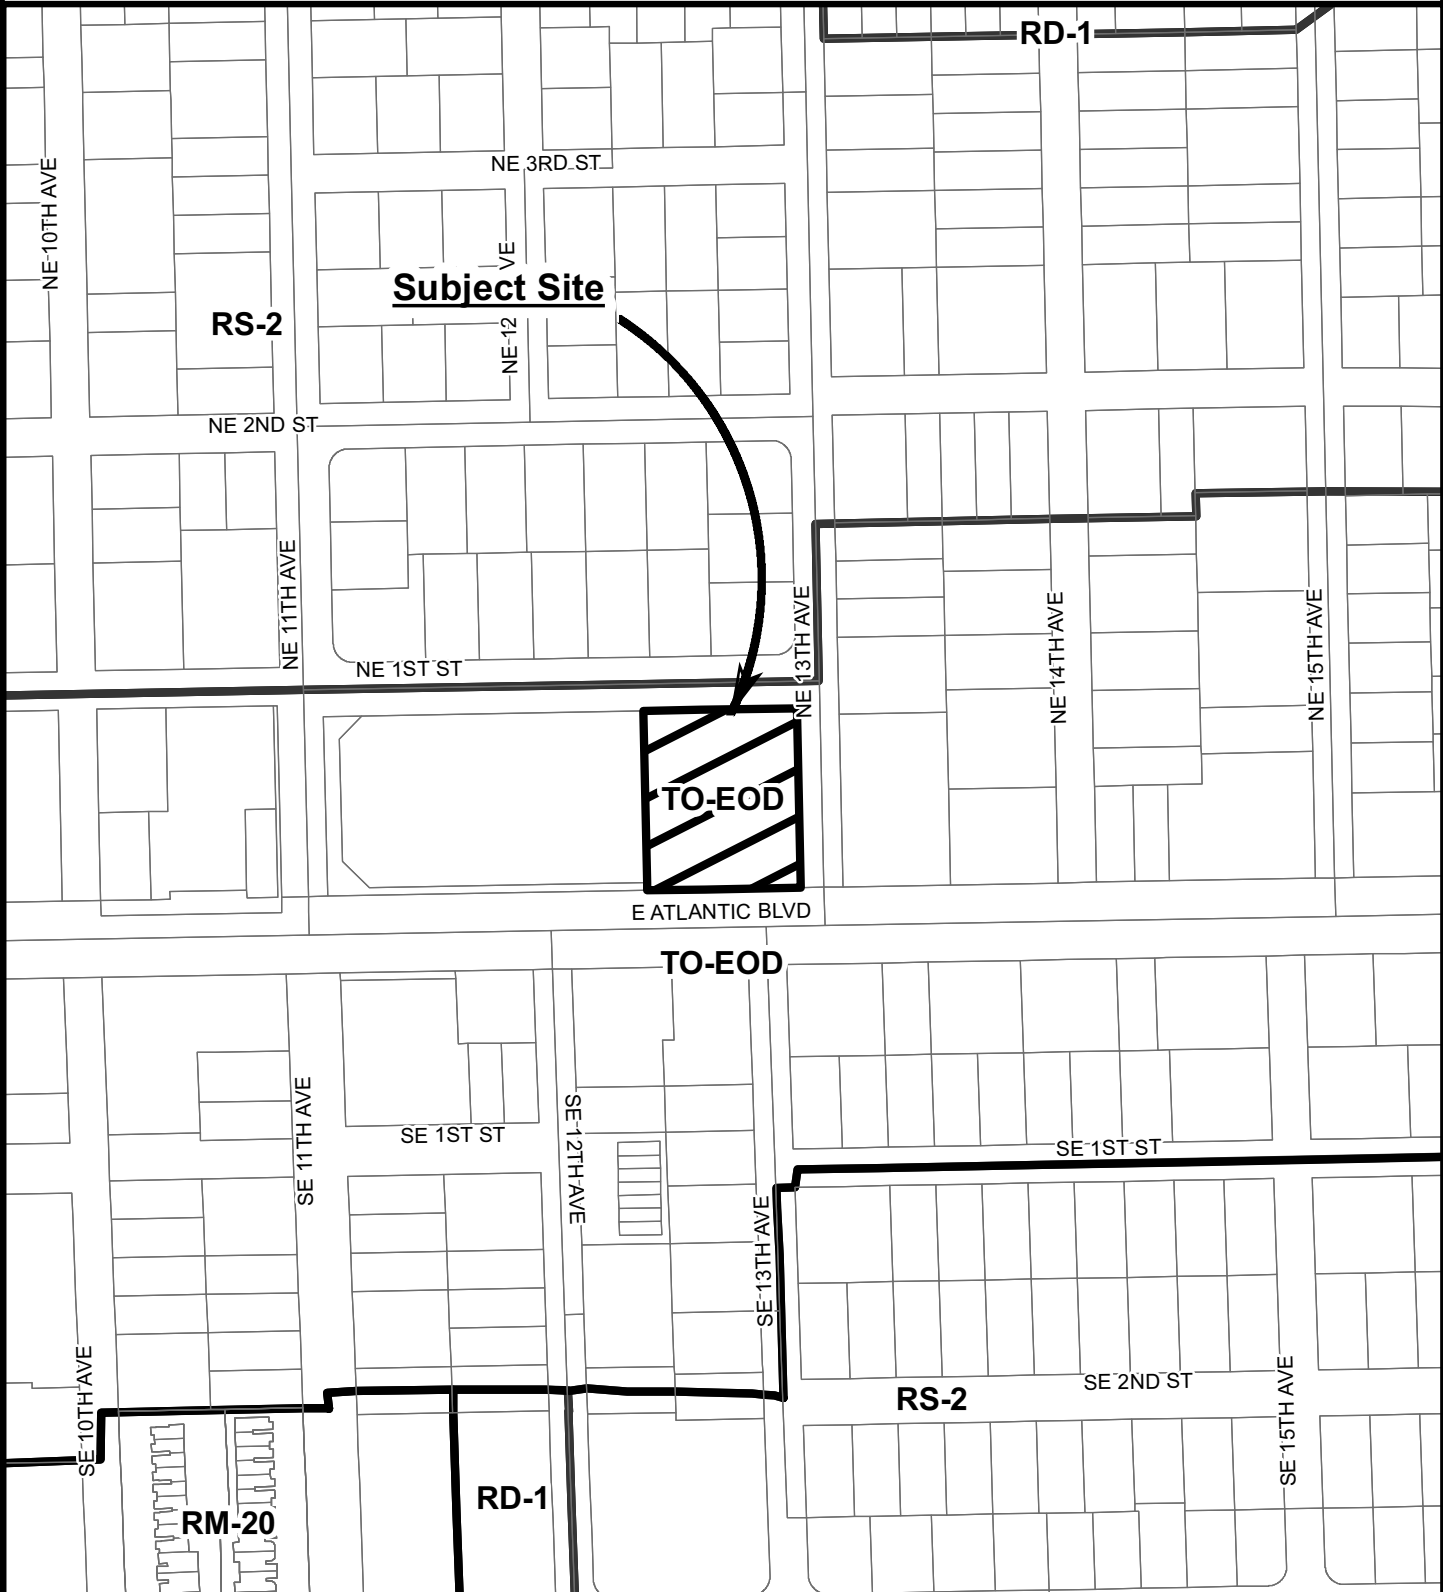 RD-1
NE 3RD ST
NE 10TH AVE
Subject Site
NE 12 VE
RS-2
NE 2ND ST
NE 11TH AVE
NE 13TH AVE
NE 14TH AVE
NE 15TH AVE
NE 1ST ST
TO-EOD
E ATLANTIC BLVD
TO-EOD
SE 11TH AVE
SE 12TH AVE
SE 1ST ST
SE 1ST ST
SE 13TH AVE
SE 10TH AVE
SE 2ND ST
SE 15TH AVE
RS-2
RD-1
RM-20